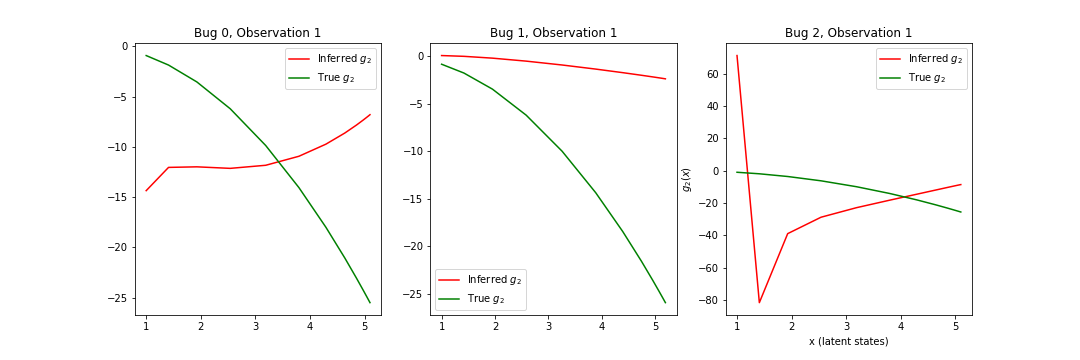 Bug 0, Observation 1
0
−5
−10
−15
−20
−25
1 2 3 4 5
Inferred g₂
True g₂
Bug 1, Observation 1
0
−5
−10
−15
−20
−25
1 2 3 4 5
Inferred g₂
True g₂
Bug 2, Observation 1
g₂(x)
60
40
20
0
−20
−40
−60
−80
1 2 3 4 5
x (latent states)
Inferred g₂
True g₂